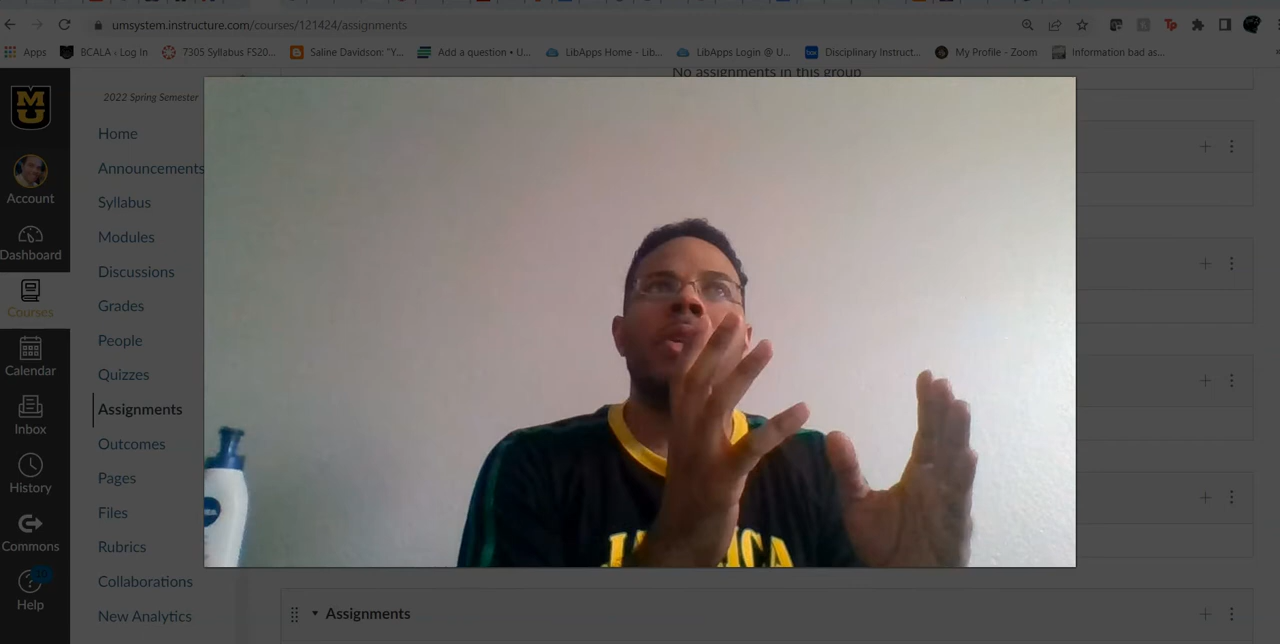 umsystem.instructure.com/courses/121424/assignments
Apps BCALA ‹ Log In 7305 Syllabus FS20... Saline Davidson: "Y... Add a question • U... LibApps Home - Lib... LibApps Login @ U... Disciplinary Instruct... My Profile - Zoom Information bad as...
No assignments in this group
2022 Spring Semester
Home
Announcements
Syllabus
Modules
Discussions
Grades
People
Quizzes
Assignments
Outcomes
Pages
Files
Rubrics
Collaborations
New Analytics
Account
Dashboard
Courses
Calendar
Inbox
History
Commons
Help
Assignments